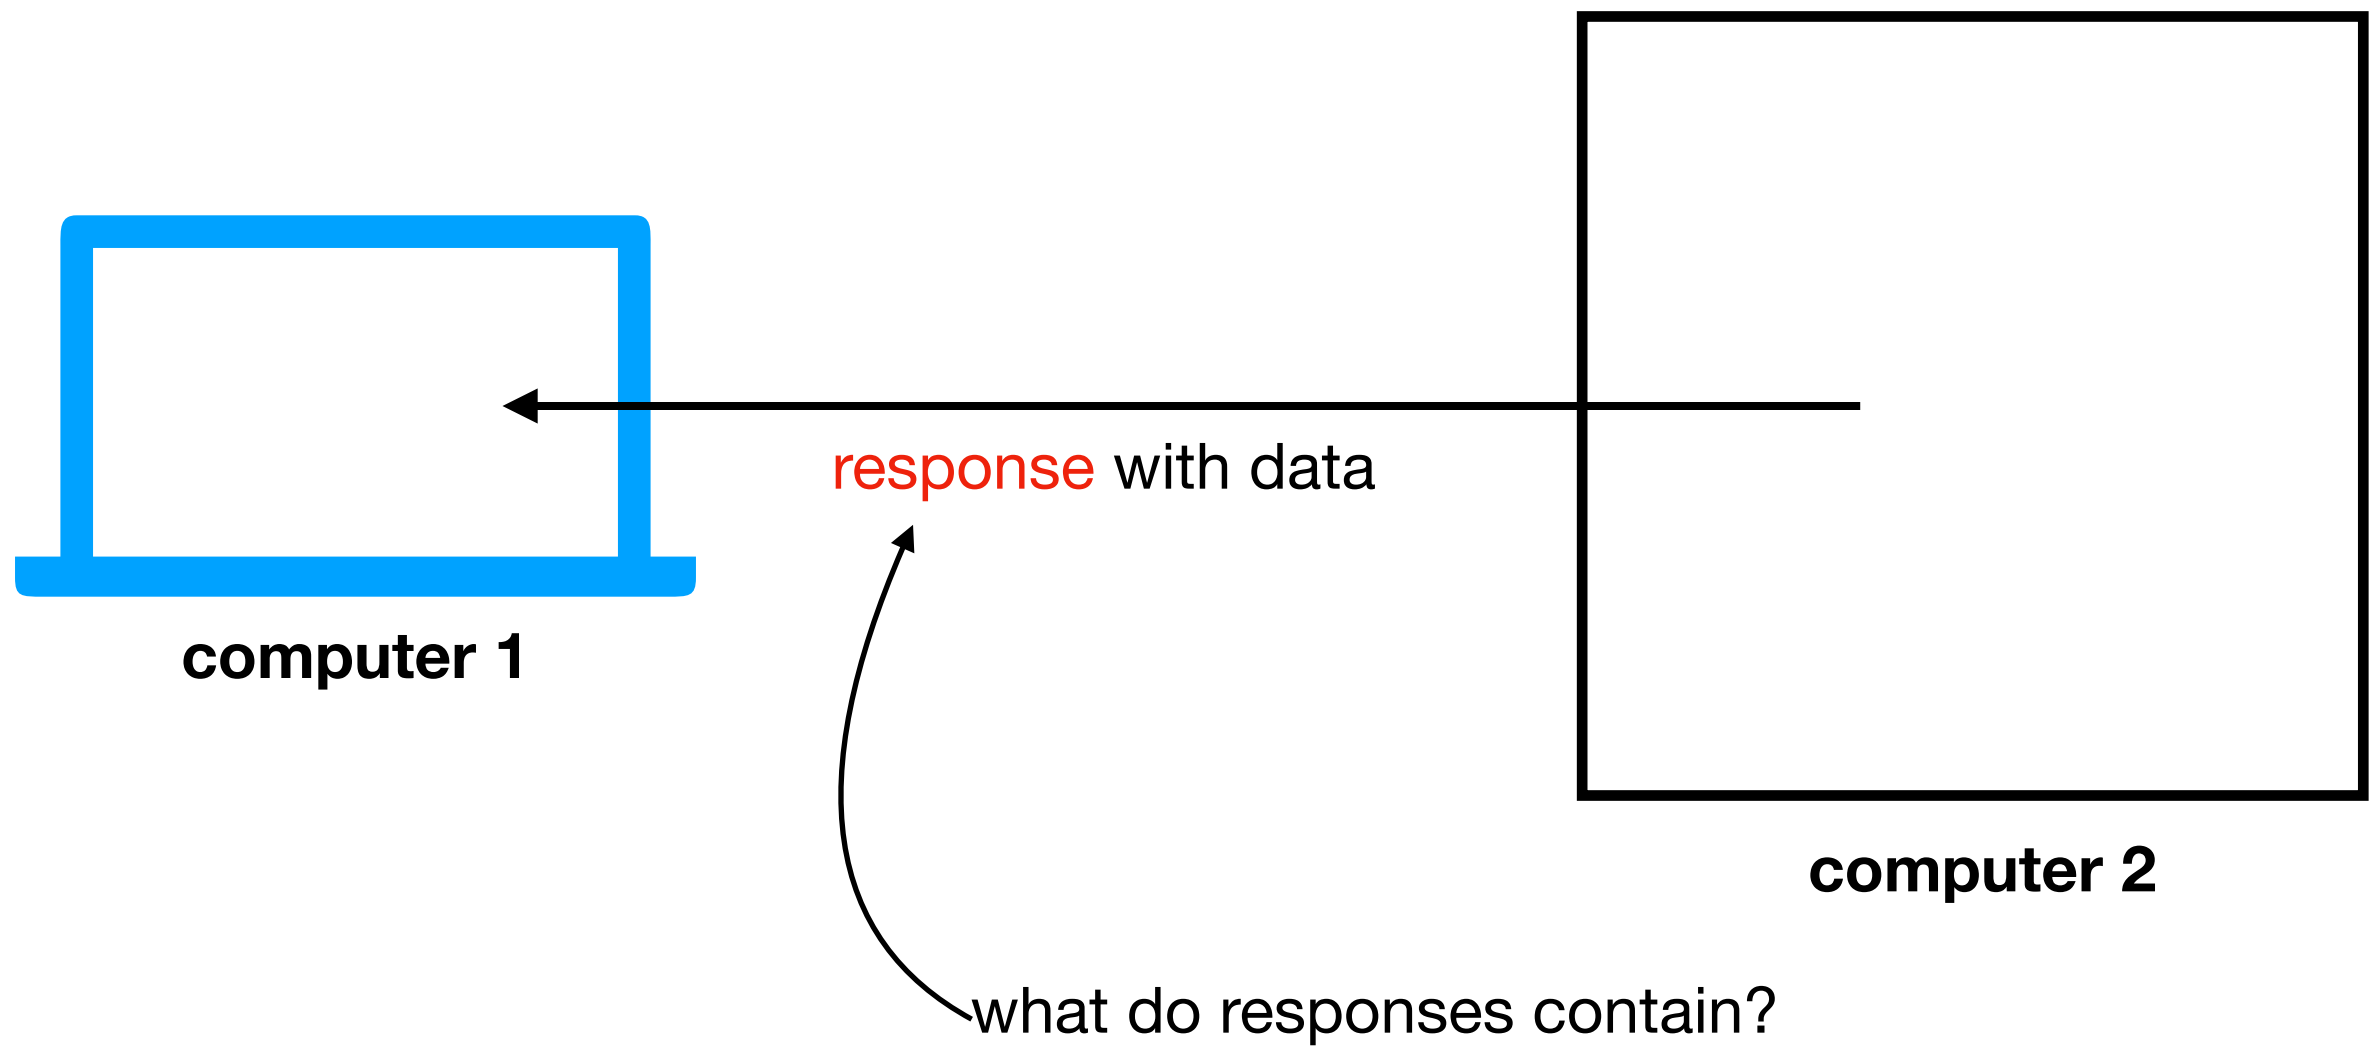 response with data
computer 1
computer 2
what do responses contain?